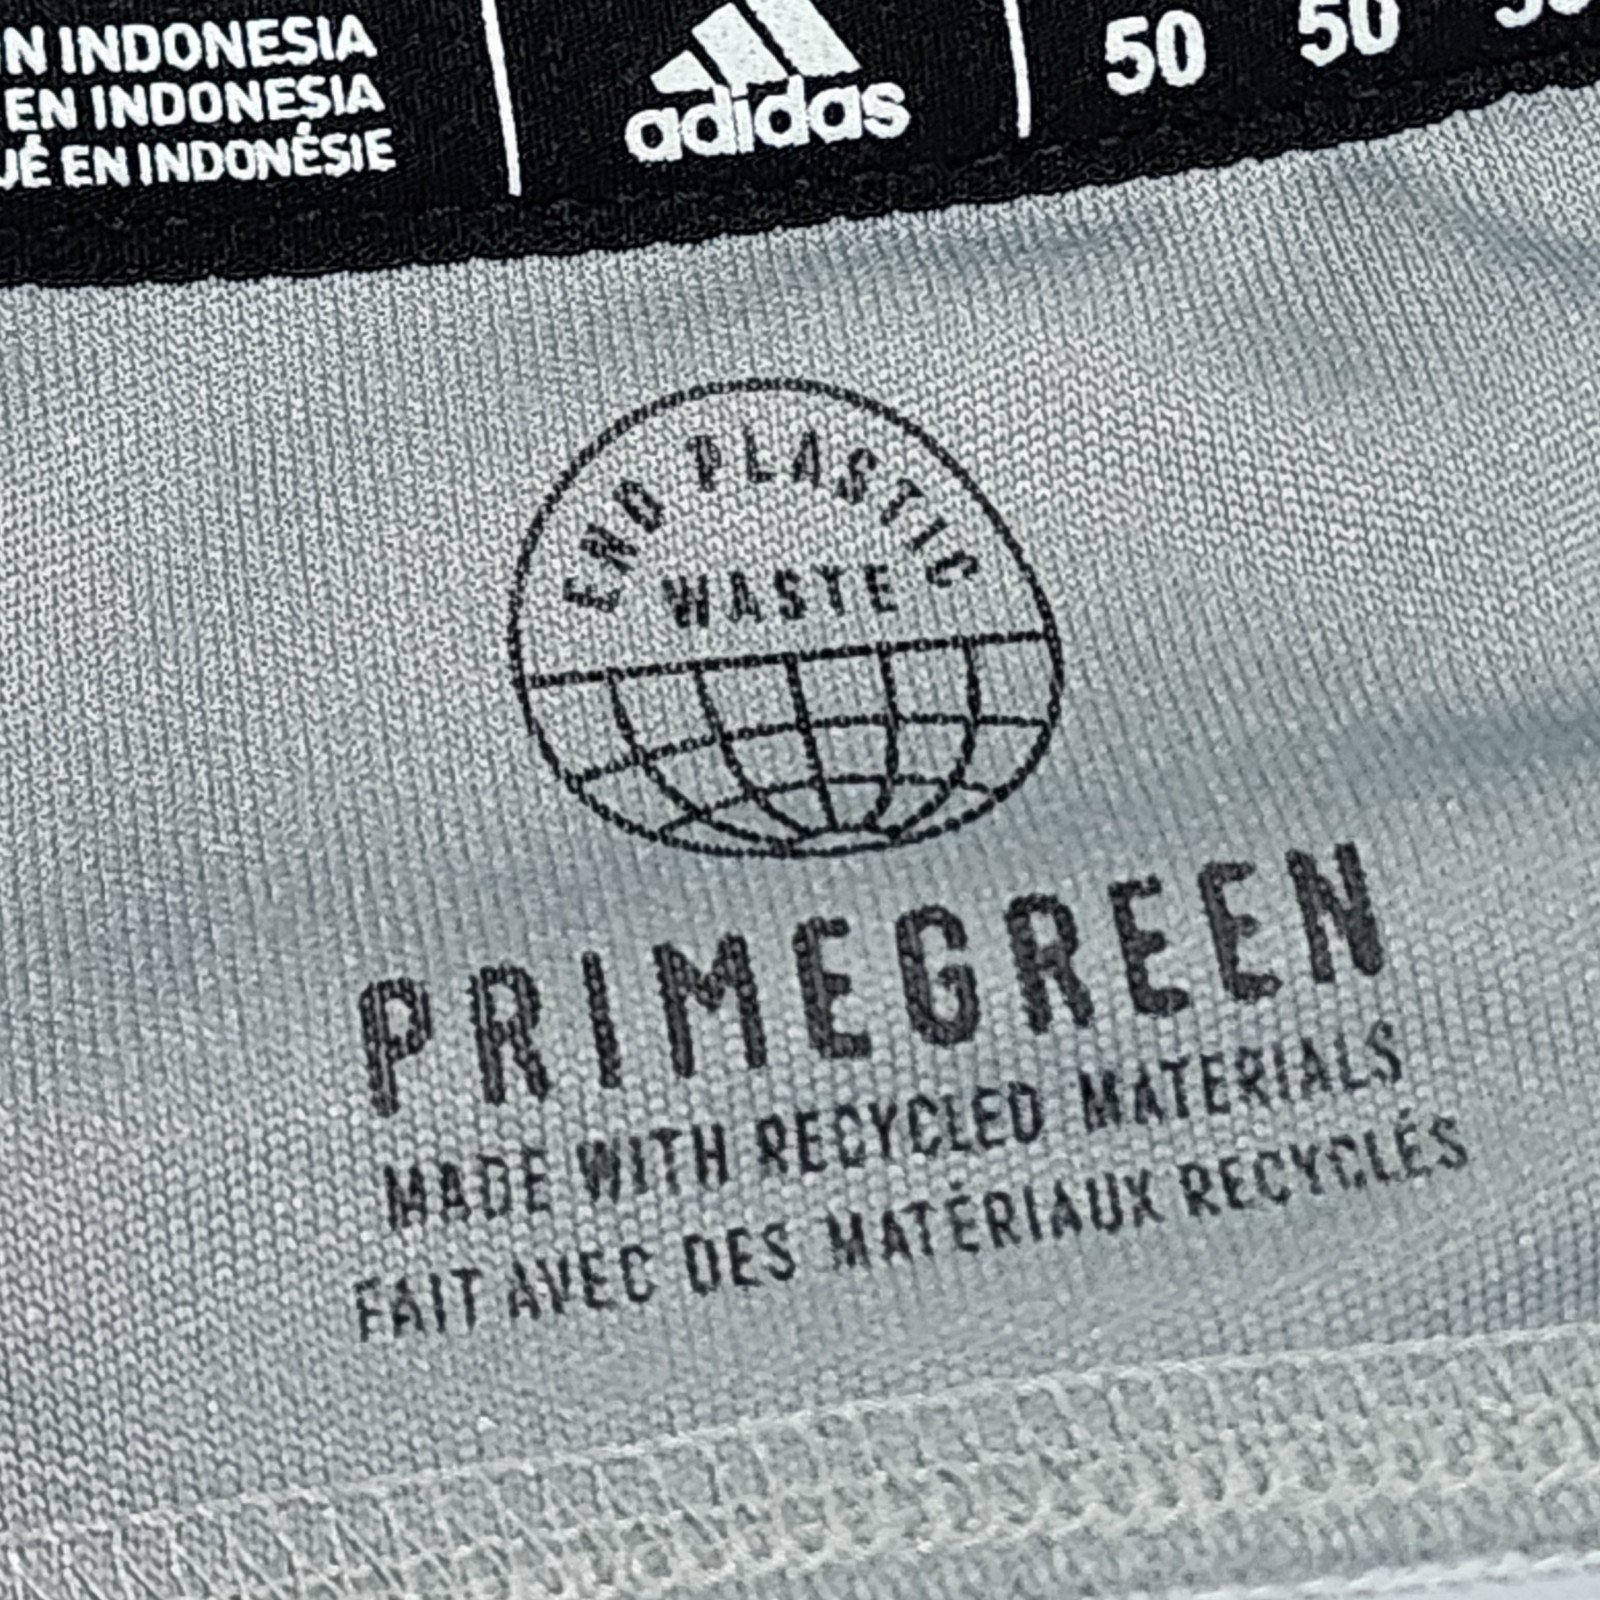 N INDONESIA
EN INDONESIA
UÉ EN INDONÉSIE
adidas
50 50
END PLASTIC
WASTE
PRIMEGREEN
MADE WITH RECYCLED MATERIALS
FAIT AVEC DES MATÉRIAUX RECYCLÉS